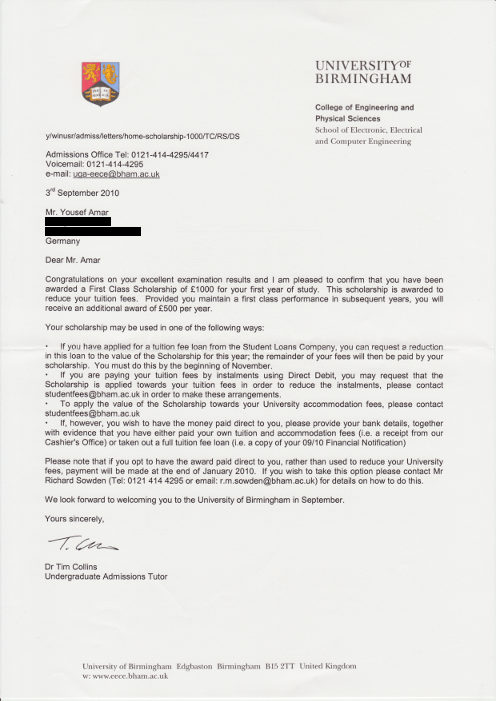 UNIVERSITY OF
BIRMINGHAM
College of Engineering and
Physical Sciences
School of Electronic, Electrical
and Computer Engineering
y/winusr/admiss/letters/home-scholarship-1000/TC/RS/DS
Admissions Office Tel: 0121-414-4295/4417
Voicemail: 0121-414-4295
e-mail: uga-eece@bham.ac.uk
3rd September 2010
Mr. Yousef Amar
Germany
Dear Mr. Amar
Congratulations on your excellent examination results and I am pleased to confirm that you have been
awarded a First Class Scholarship of £1000 for your first year of study. This scholarship is awarded to
reduce your tuition fees. Provided you maintain a first class performance in subsequent years, you will
receive an additional award of £500 per year.
Your scholarship may be used in one of the following ways:
· If you have applied for a tuition fee loan from the Student Loans Company, you can request a reduction
in this loan to the value of the Scholarship for this year; the remainder of your fees will then be paid by your
scholarship. You must do this by the beginning of November.
· If you are paying your tuition fees by instalments using Direct Debit, you may request that the
Scholarship is applied towards your tuition fees in order to reduce the instalments, please contact
studentfees@bham.ac.uk in order to make these arrangements.
· To apply the value of the Scholarship towards your University accommodation fees, please contact
studentfees@bham.ac.uk
· If, however, you wish to have the money paid direct to you, please provide your bank details, together
with evidence that you have either paid your own tuition and accommodation fees (i.e. a receipt from our
Cashier's Office) or taken out a full tuition fee loan (i.e. a copy of your 09/10 Financial Notification)
Please note that if you opt to have the award paid direct to you, rather than used to reduce your University
fees, payment will be made at the end of January 2010. If you wish to take this option please contact Mr
Richard Sowden (Tel: 0121 414 4295 or email: r.m.sowden@bham.ac.uk) for details on how to do this.
We look forward to welcoming you to the University of Birmingham in September.
Yours sincerely,
Dr Tim Collins
Undergraduate Admissions Tutor
University of Birmingham Edgbaston Birmingham B15 2TT United Kingdom
w: www.eece.bham.ac.uk